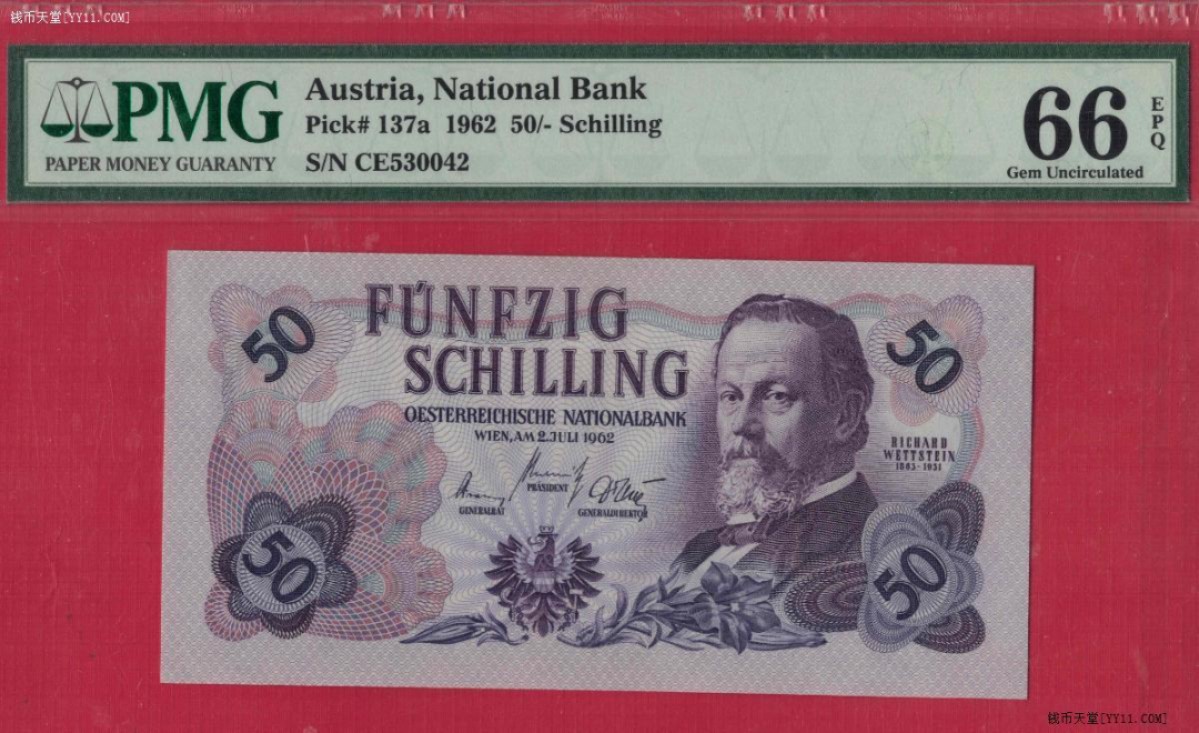 钱币天堂[YY11.COM]
PMG
PAPER MONEY GUARANTY
Austria, National Bank
Pick# 137a 1962 50/- Schilling
S/N CE530042
66
EPQ
Gem Uncirculated
50
FÜNFZIG
SCHILLING
OESTERREICHISCHE NATIONALBANK
WIEN, AM 2. JULI 1962
50
RICHARD
WETTSTEIN
1863-1931
PRÄSIDENT
GENERALRAT
GENERALDIREKTOR
50
50
钱币天堂[YY11.COM]